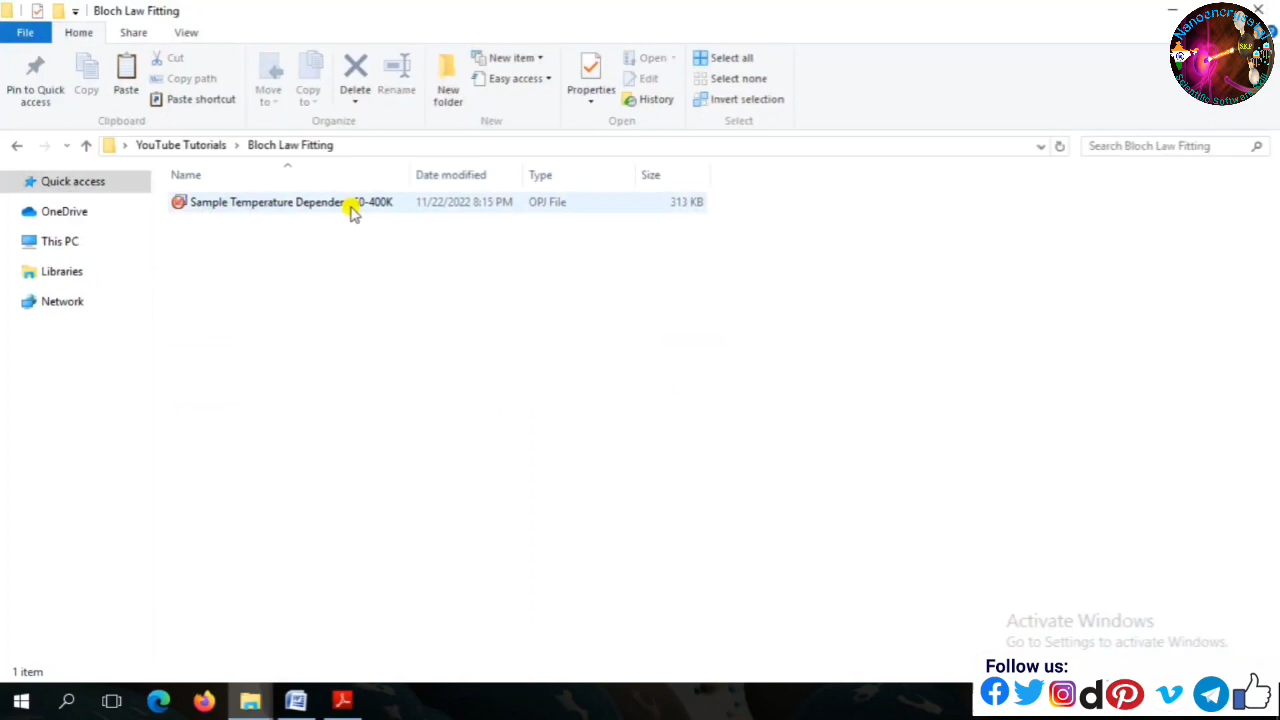 Bloch Law Fitting
File Home Share View
Pin to Quick access
Copy
Paste
Cut
Copy path
Paste shortcut
Clipboard
Move to
Copy to
Delete
Rename
Organize
New folder
New item
Easy access
New
Properties
Open
Edit
History
Open
Select all
Select none
Invert selection
Select
YouTube Tutorials > Bloch Law Fitting
Search Bloch Law Fitting
Name Date modified Type Size
Sample Temperature 0-400K 11/22/2022 8:15 PM OPJ File 313 KB
Quick access
OneDrive
This PC
Libraries
Network
1 item
Activate Windows
Go to Settings to activate Windows.
Follow us: